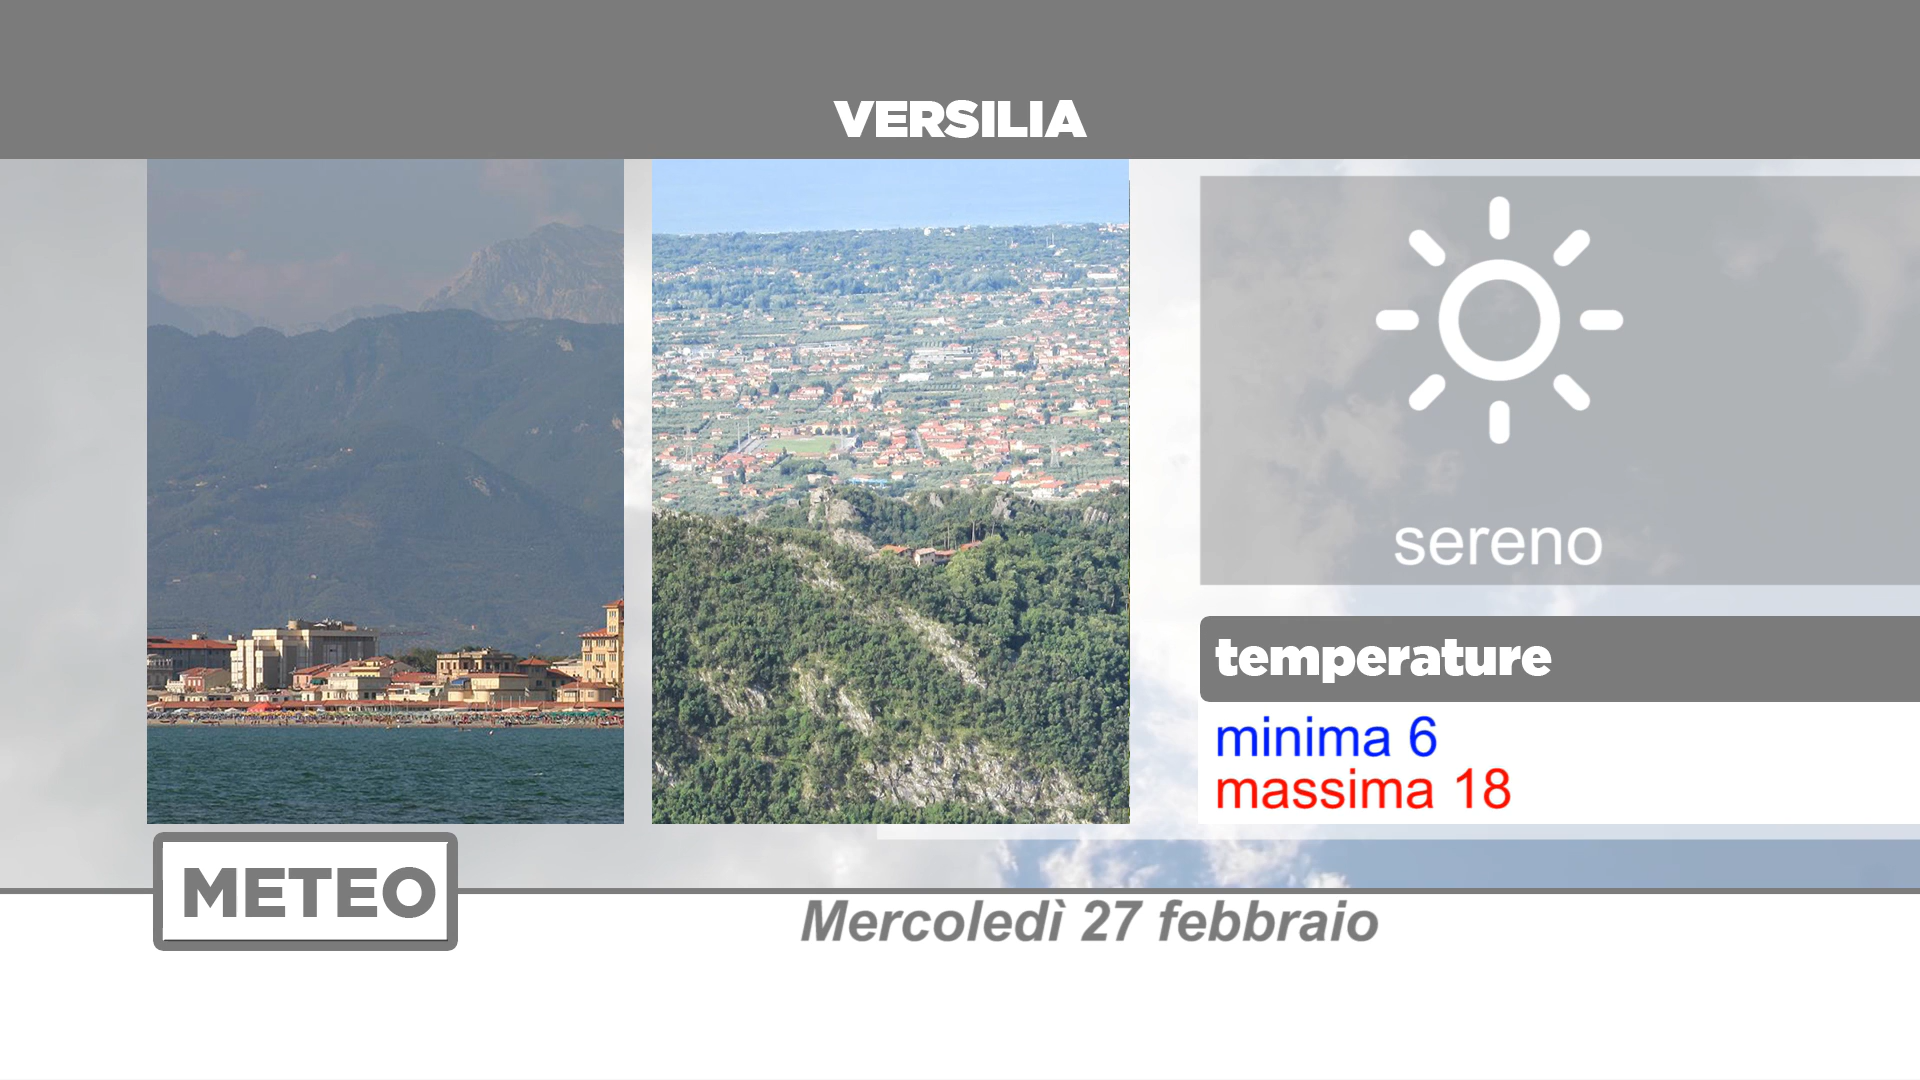 VERSILIA
sereno
temperature
minima 6
massima 18
METEO
Mercoledì 27 febbraio